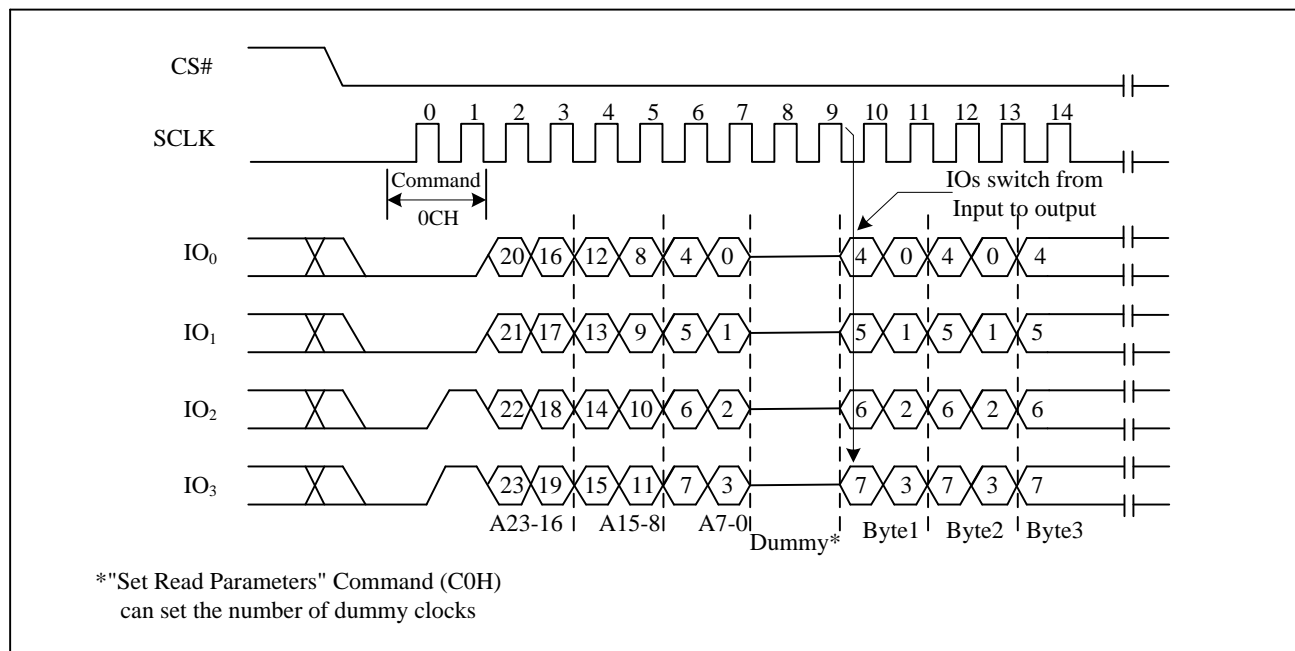 CS#
0 1 2 3 4 5 6 7 8 9 10 11 12 13 14
SCLK
Command
0CH
IOs switch from
Input to output
IO0 20 16 12 8 4 0 4 0 4 0 4
IO1 21 17 13 9 5 1 5 1 5 1 5
IO2 22 18 14 10 6 2 6 2 6 2 6
IO3 23 19 15 11 7 3 7 3 7 3 7
A23-16 A15-8 A7-0 Dummy* Byte1 Byte2 Byte3
*"Set Read Parameters" Command (C0H)
can set the number of dummy clocks